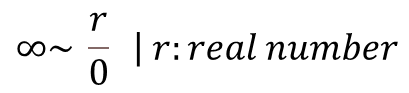 ∞~ r/0 | r: real number